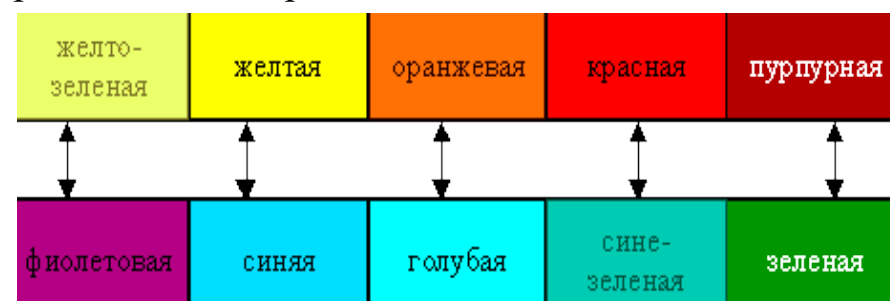 желто-
зеленая
желтая
оранжевая
красная
пурпурная
фиолетовая
синяя
голубая
сине-
зеленая
зеленая